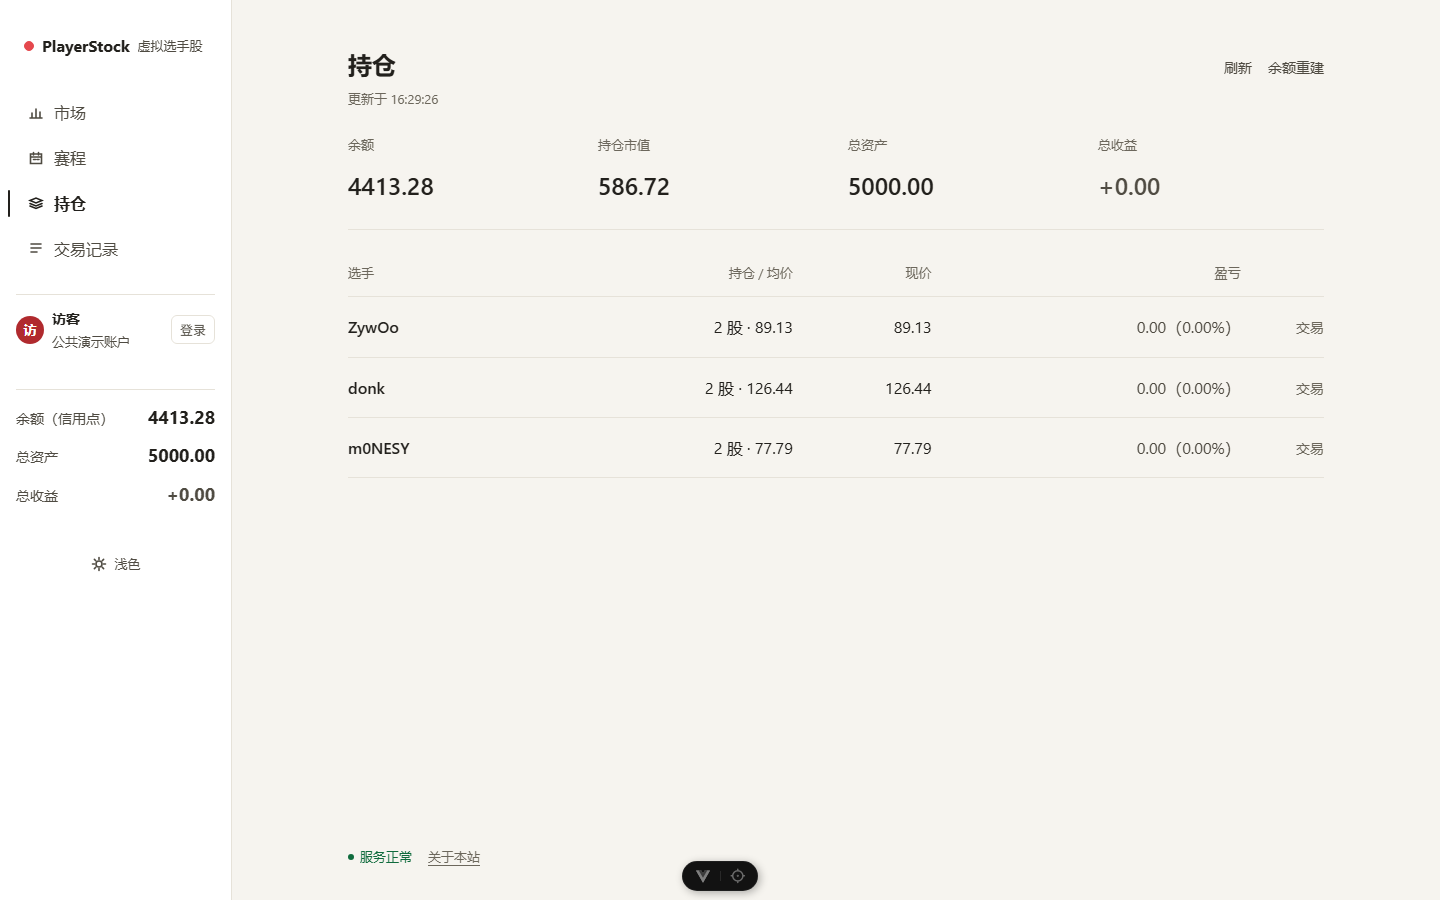 PlayerStock 虚拟选手股
市场
赛程
持仓
交易记录
访
访客
公共演示账户
登录
余额（信用点） 4413.28
总资产 5000.00
总收益 +0.00
浅色
持仓
更新于 16:29:26
刷新 余额重建
余额 持仓市值 总资产 总收益
4413.28 586.72 5000.00 +0.00
选手 持仓 / 均价 现价 盈亏
ZywOo 2 股 · 89.13 89.13 0.00（0.00%） 交易
donk 2 股 · 126.44 126.44 0.00（0.00%） 交易
m0NESY 2 股 · 77.79 77.79 0.00（0.00%） 交易
服务正常 关于本站